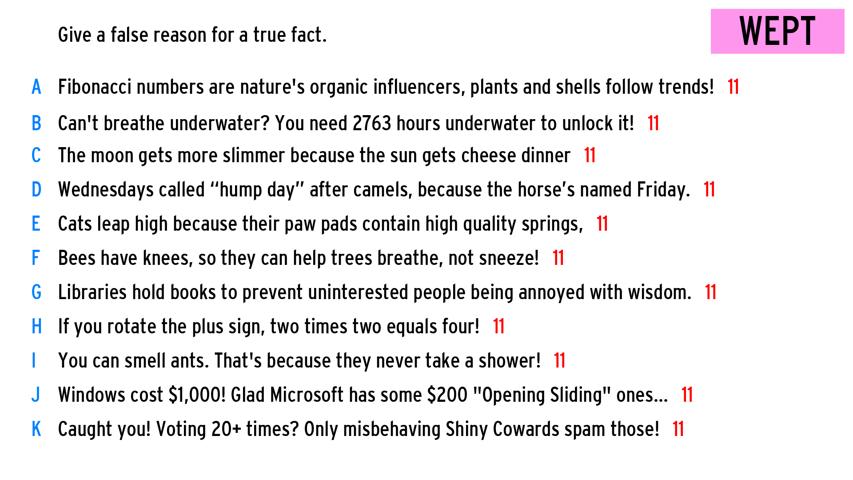 Give a false reason for a true fact.
WEPT
A Fibonacci numbers are nature's organic influencers, plants and shells follow trends! 11
B Can't breathe underwater? You need 2763 hours underwater to unlock it! 11
C The moon gets more slimmer because the sun gets cheese dinner 11
D Wednesdays called “hump day” after camels, because the horse’s named Friday. 11
E Cats leap high because their paw pads contain high quality springs, 11
F Bees have knees, so they can help trees breathe, not sneeze! 11
G Libraries hold books to prevent uninterested people being annoyed with wisdom. 11
H If you rotate the plus sign, two times two equals four! 11
I You can smell ants. That's because they never take a shower! 11
J Windows cost $1,000! Glad Microsoft has some $200 "Opening Sliding" ones... 11
K Caught you! Voting 20+ times? Only misbehaving Shiny Cowards spam those! 11